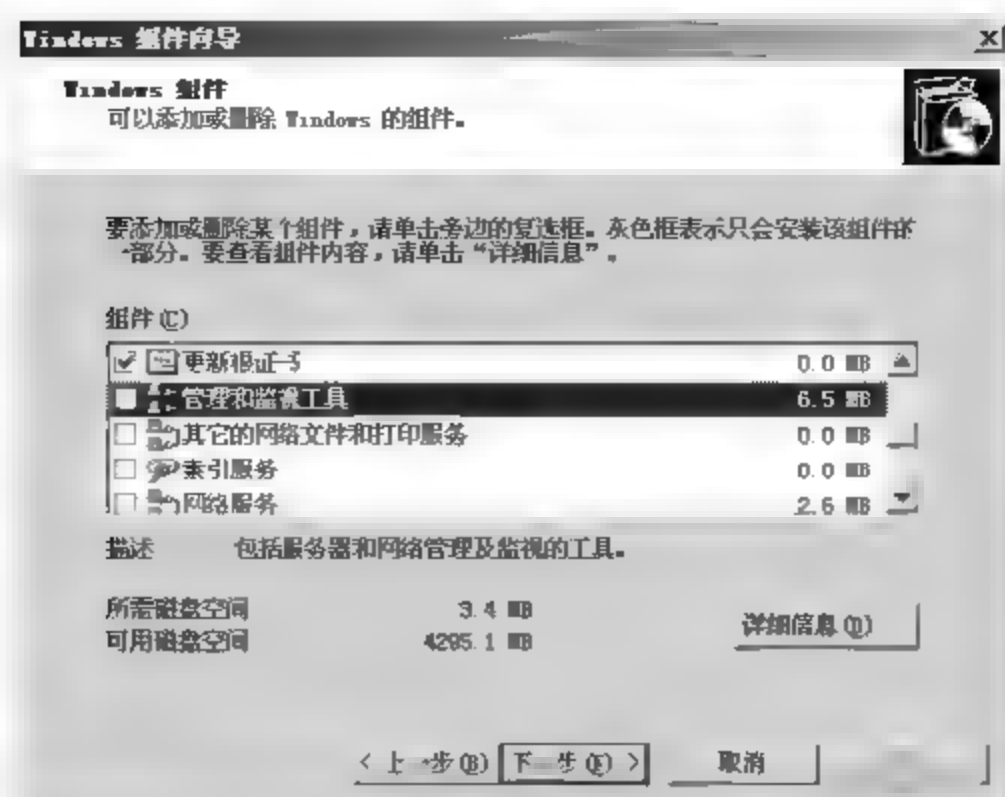 Windows 组件向导
Windows 组件
可以添加或删除 Windows 的组件。
要添加或删除某个组件，请单击旁边的复选框。灰色框表示只会安装该组件的
一部分。要查看组件内容，请单击“详细信息”。
组件(C)
更新根证书 0.0 MB
管理和监视工具 6.5 MB
其它的网络文件和打印服务 0.0 MB
索引服务 0.0 MB
网络服务 2.6 MB
描述 包括服务器和网络管理及监视的工具。
所需磁盘空间 3.4 MB
可用磁盘空间 4295.1 MB
详细信息(D)
< 上一步(B) 下一步(N) > 取消